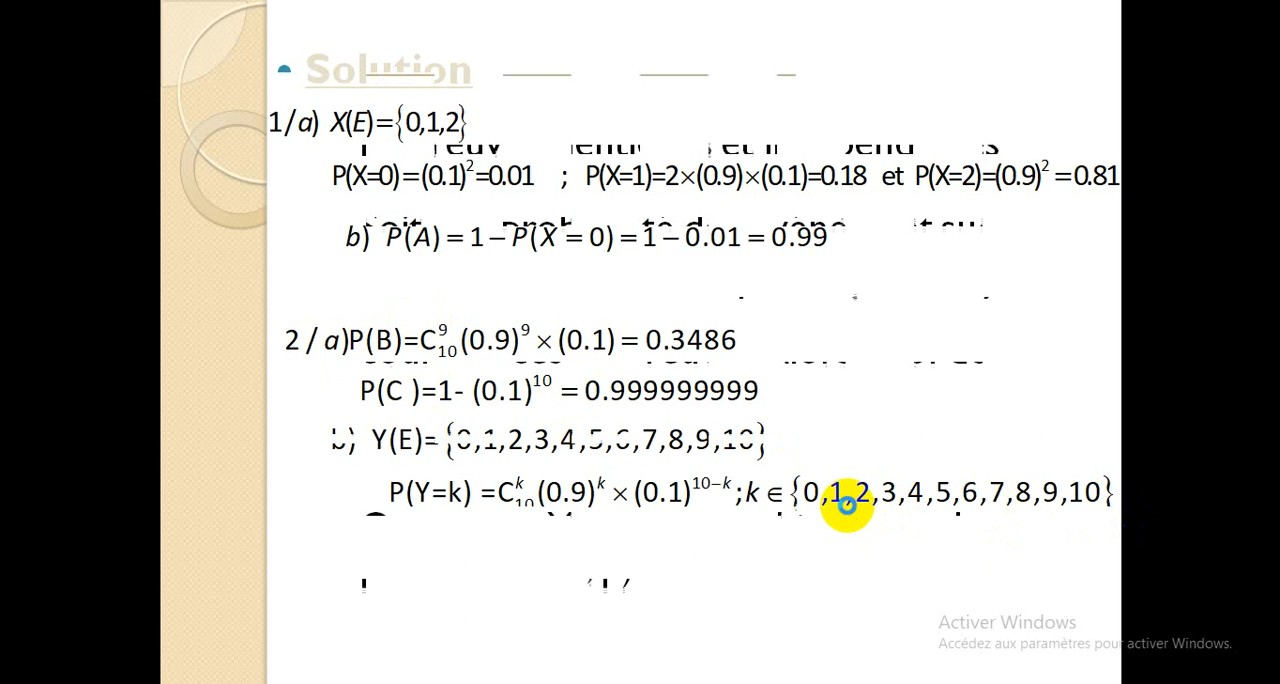 • Solution
1/a) X(E)={0,1,2}
P(X=0)=(0.1)²=0.01 ; P(X=1)=2×(0.9)×(0.1)=0.18 et P(X=2)=(0.9)²=0.81
b) P(A)=1−P(X=0)=1−0.01=0.99
2/a)P(B)=C₁₀⁹(0.9)⁹×(0.1)=0.3486
P(C )=1- (0.1)¹⁰=0.999999999
b) Y(E)={0,1,2,3,4,5,6,7,8,9,10}
P(Y=k) =C₁₀ᵏ(0.9)ᵏ×(0.1)¹⁰⁻ᵏ;k∈{0,1,2,3,4,5,6,7,8,9,10}
Activer Windows
Accédez aux paramètres pour activer Windows.